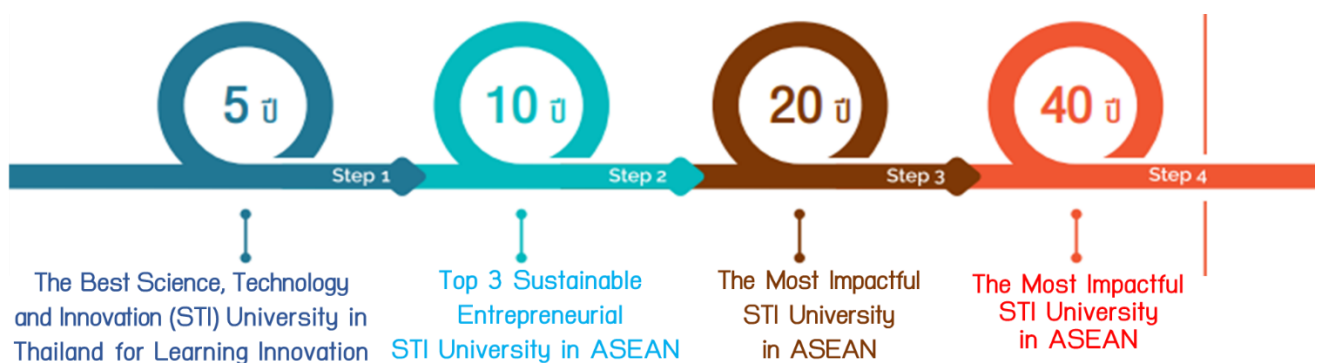 5 ปี
10 ปี
20 ปี
40 ปี
Step 1
Step 2
Step 3
Step 4
The Best Science, Technology
and Innovation (STI) University in
Thailand for Learning Innovation
Top 3 Sustainable
Entrepreneurial
STI University in ASEAN
The Most Impactful
STI University
in ASEAN
The Most Impactful
STI University
in ASEAN